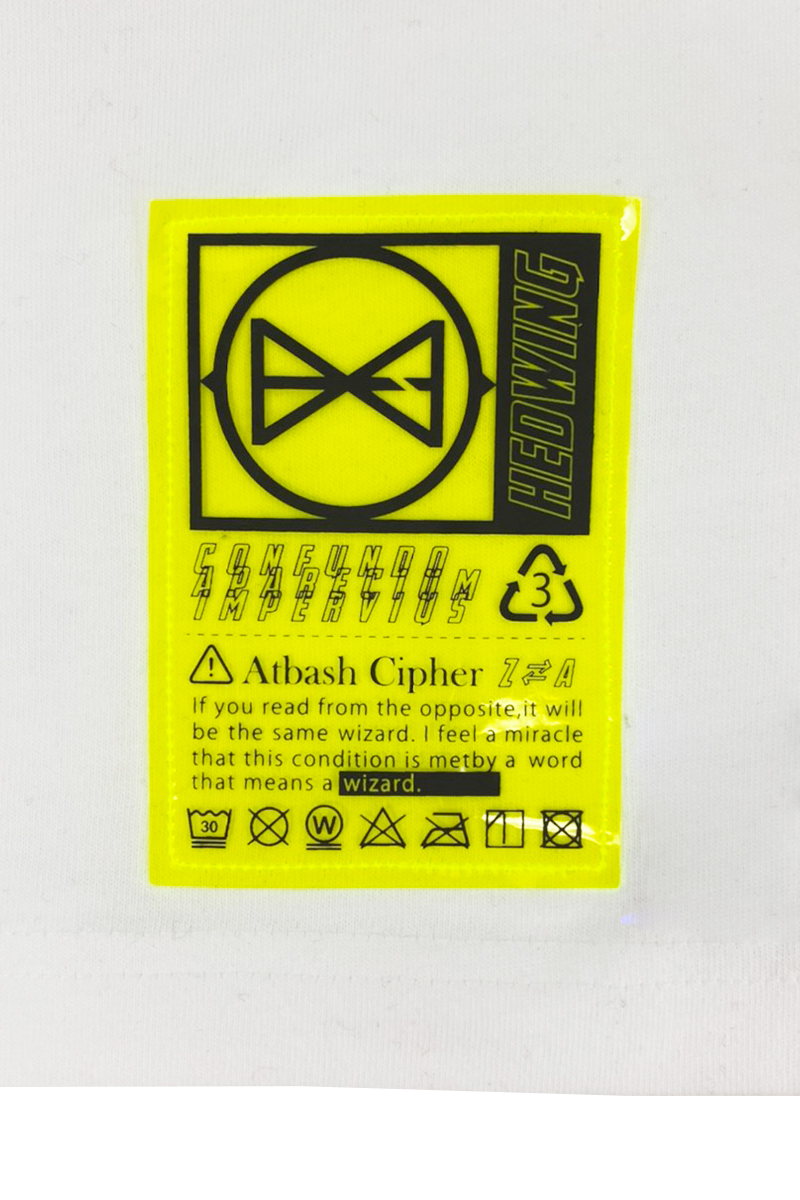 HEDWING
CONFUNDO
APARECIUM
IMPERVIUS
3
Atbash Cipher Z⇄A
If you read from the opposite,it will
be the same wizard. I feel a miracle
that this condition is metby a word
that means a wizard.
30
W